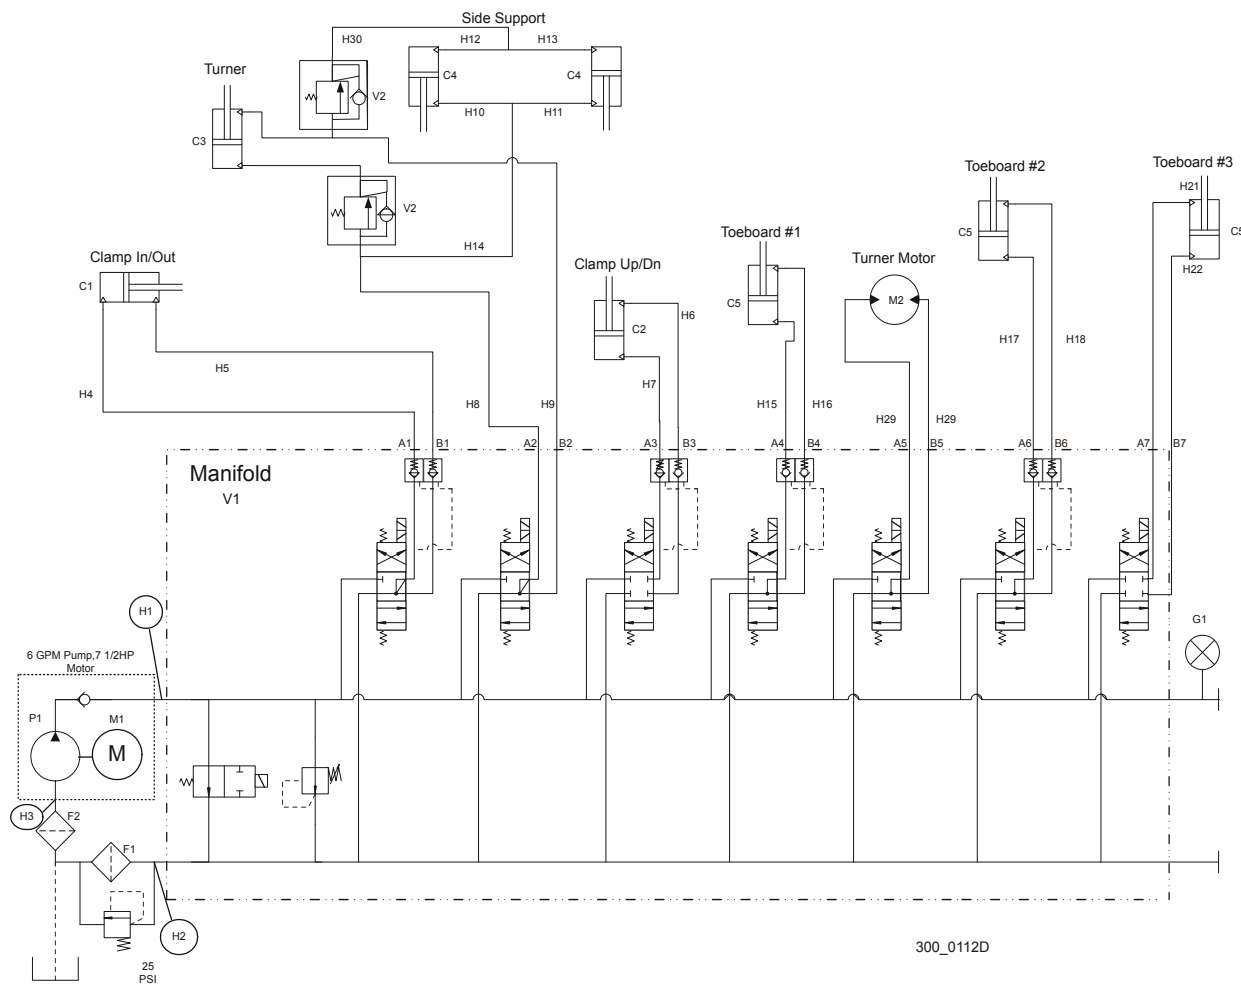 Side Support
H30
H12
H13
Turner
C4
C4
V2
H10
H11
C3
Toeboard #2
Toeboard #3
H21
V2
C5
C5
H14
Toeboard #1
Clamp In/Out
Clamp Up/Dn
Turner Motor
H22
C1
C5
M2
H6
C2
H17
H18
H5
H7
H4
H8
H9
H15
H16
H29
H29
A1
B1
A2
B2
A3
B3
A4
B4
A5
B5
A6
B6
A7
B7
Manifold
V1
H1
G1
6 GPM Pump,7 1/2HP
Motor
P1
M1
M
H3
F2
F1
H2
25
PSI
300_0112D